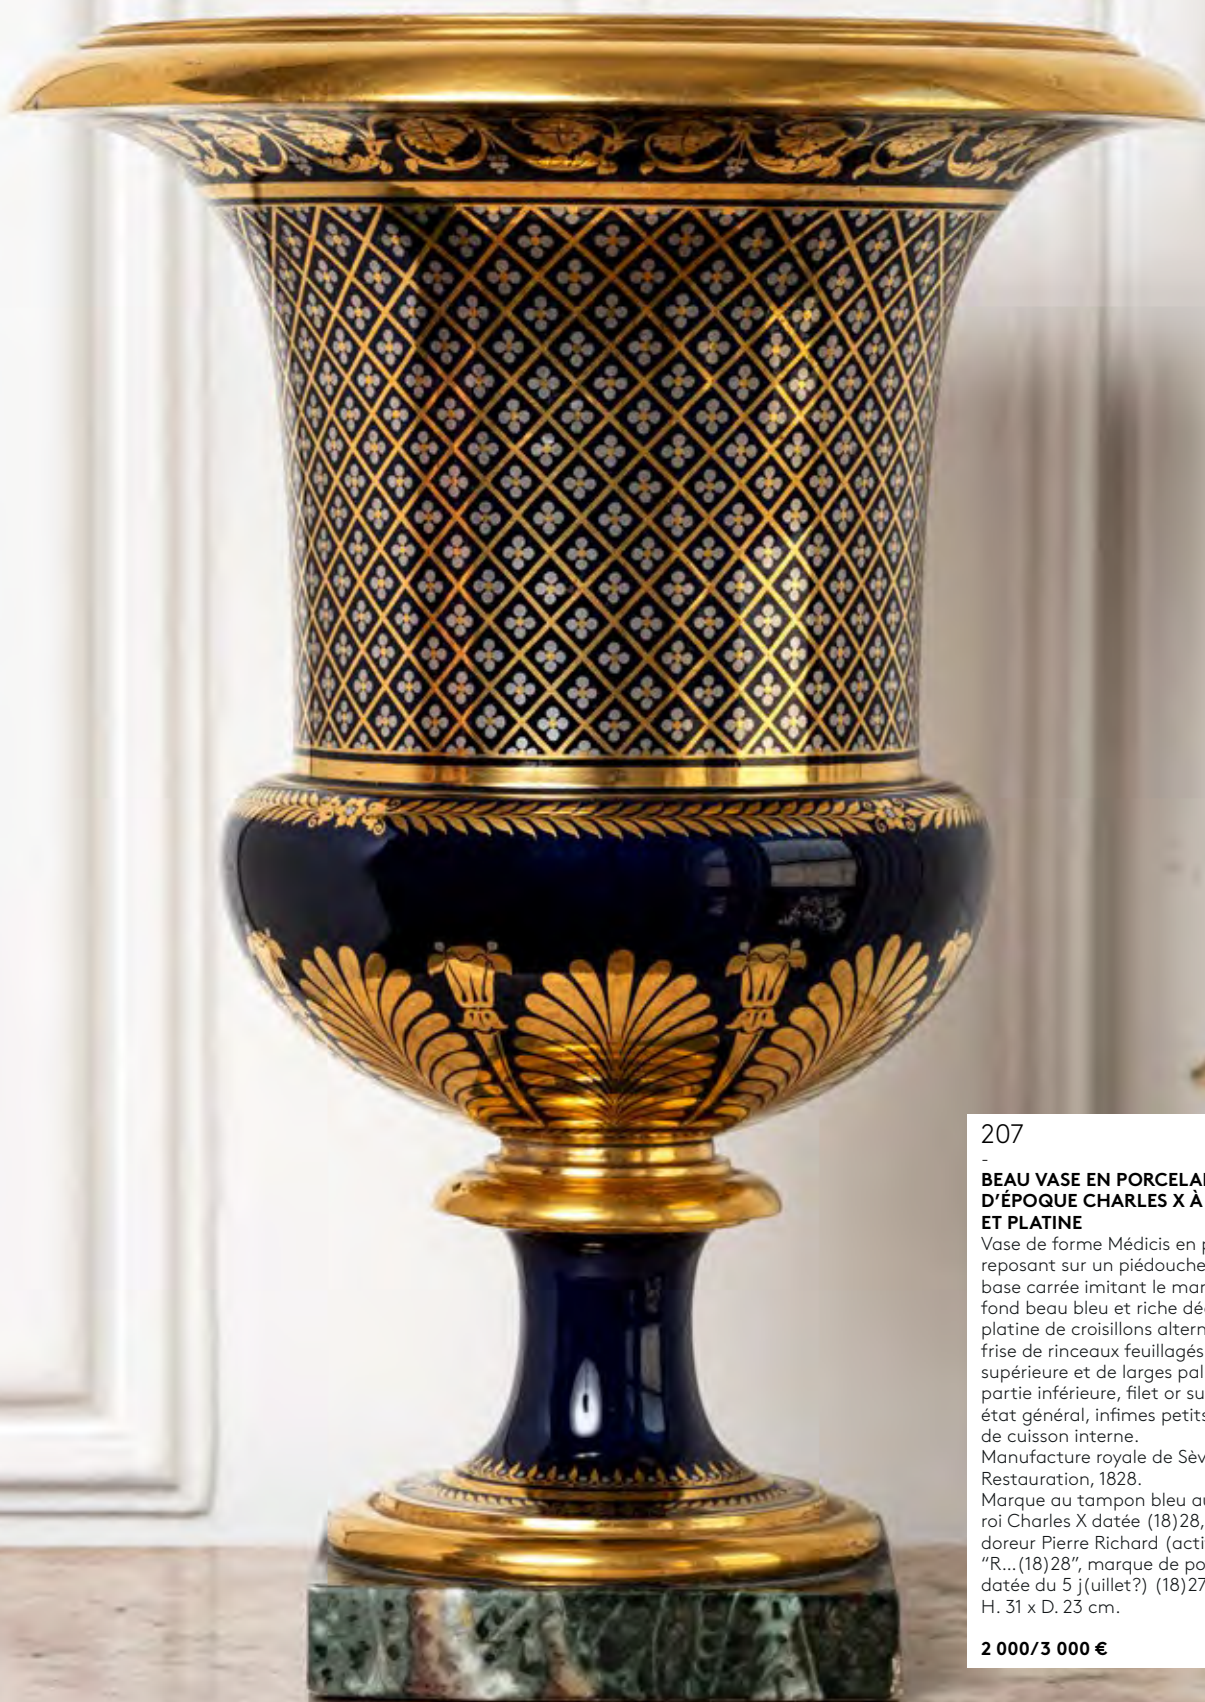 207
-
BEAU VASE EN PORCELAI
D’ÉPOQUE CHARLES X À
ET PLATINE
Vase de forme Médicis en p
reposant sur un piédouche
base carrée imitant le mar
fond beau bleu et riche déc
platine de croisillons altern
frise de rinceaux feuillagés
supérieure et de larges pal
partie inférieure, filet or su
état général, infimes petits
de cuisson interne.
Manufacture royale de Sèv
Restauration, 1828.
Marque au tampon bleu au
roi Charles X datée (18)28,
doreur Pierre Richard (acti
“R...(18)28”, marque de po
datée du 5 j(uillet?) (18)27
H. 31 x D. 23 cm.
2 000/3 000 €